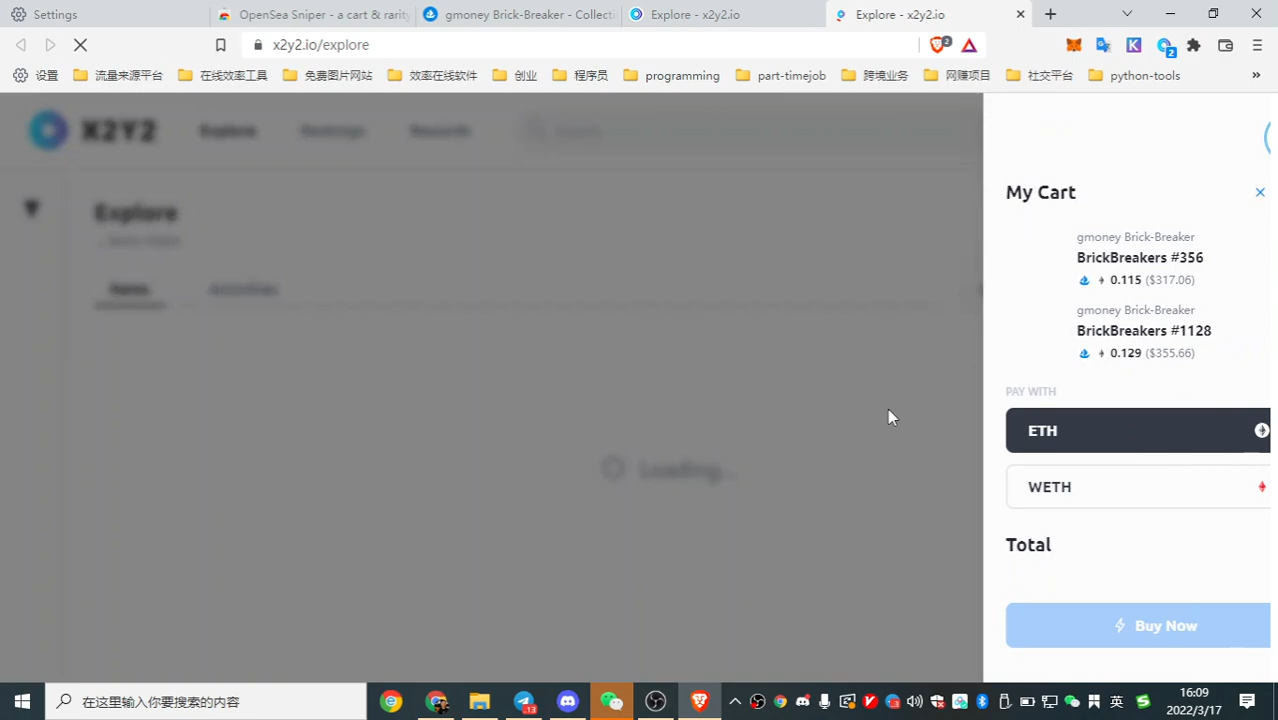 Settings
OpenSea Sniper - a cart & rarity
gmoney Brick-Breaker - Collect
Explore - x2y2.io
Explore - x2y2.io
x2y2.io/explore
2
设置
流量来源平台
在线效率工具
免费图片网站
效率在线软件
创业
程序员
programming
part-timejob
跨境业务
网赚项目
社交平台
python-tools
X2Y2
Explore
Rankings
Rewards
Search
Explore
Items
Activities
Loading...
My Cart
gmoney Brick-Breaker
BrickBreakers #356
0.115 ($317.06)
gmoney Brick-Breaker
BrickBreakers #1128
0.129 ($355.66)
PAY WITH
ETH
WETH
Total
Buy Now
在这里输入你要搜索的内容
13
英
16:09
2022/3/17